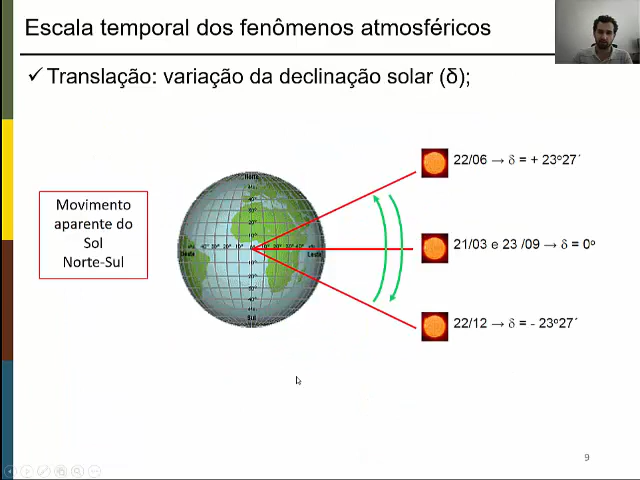 Escala temporal dos fenômenos atmosféricos
✓ Translação: variação da declinação solar (δ);
22/06 → δ = + 23º27´
Movimento
aparente do
Sol
Norte-Sul
Norte
Oeste
Leste
Sul
21/03 e 23 /09 → δ = 0º
22/12 → δ = - 23º27´
9